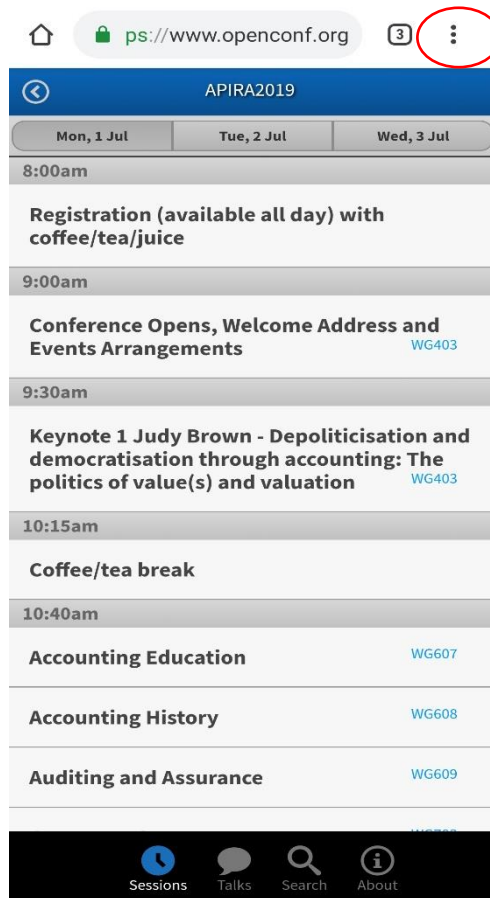 ps://www.openconf.org 3
APIRA2019
Mon, 1 Jul Tue, 2 Jul Wed, 3 Jul
8:00am
Registration (available all day) with
coffee/tea/juice
9:00am
Conference Opens, Welcome Address and
Events Arrangements WG403
9:30am
Keynote 1 Judy Brown - Depoliticisation and
democratisation through accounting: The
politics of value(s) and valuation WG403
10:15am
Coffee/tea break
10:40am
Accounting Education WG607
Accounting History WG608
Auditing and Assurance WG609
Sessions Talks Search About